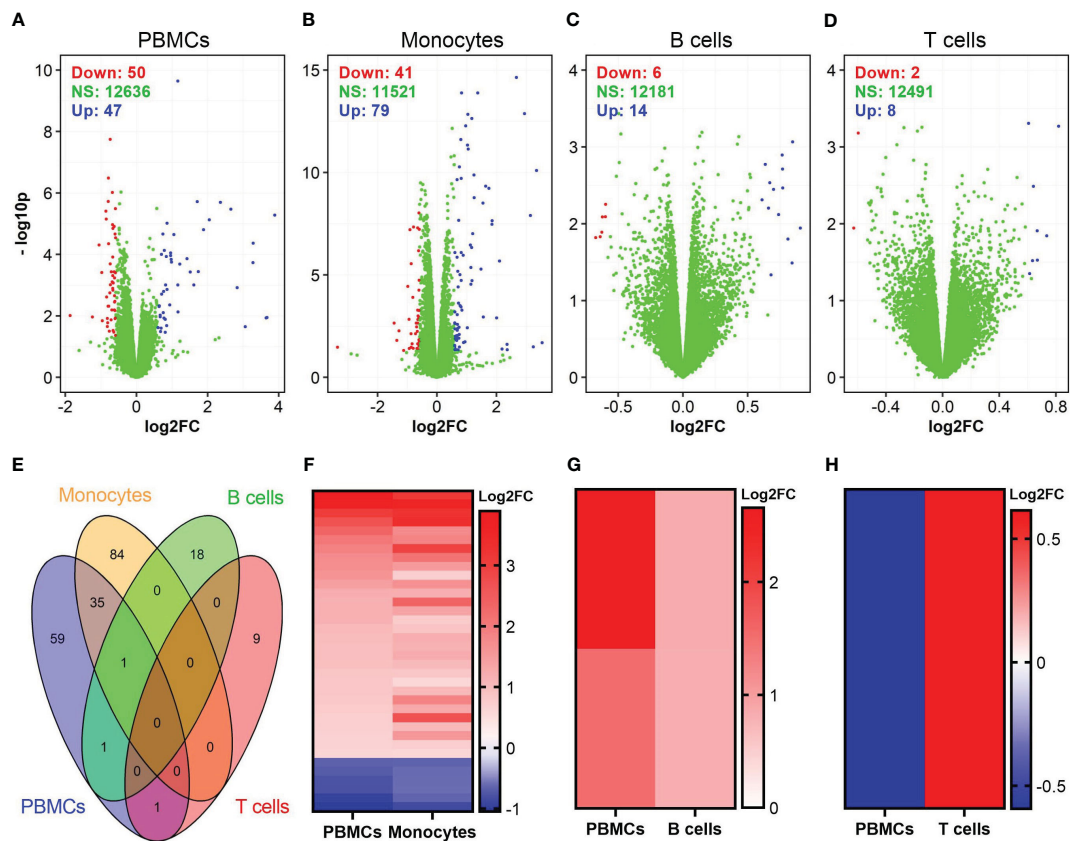 A
PBMCs
Down: 50
NS: 12636
Up: 47
10
8
6
4
2
0
-2
0
2
4
log2FC
- log10p
B
Monocytes
Down: 41
NS: 11521
Up: 79
15
10
5
0
-2
0
2
log2FC
C
B cells
Down: 6
NS: 12181
Up: 14
4
3
2
1
0
-0.5
0.0
0.5
log2FC
D
T cells
Down: 2
NS: 12491
Up: 8
4
3
2
1
0
-0.4
0.0
0.4
0.8
log2FC
E
Monocytes
B cells
84
18
35
0
0
59
9
1
0
0
1
0
0
0
1
PBMCs
T cells
F
Log2FC
3
2
1
0
-1
PBMCs Monocytes
G
Log2FC
2
1
0
PBMCs B cells
H
Log2FC
0.5
0
-0.5
PBMCs T cells